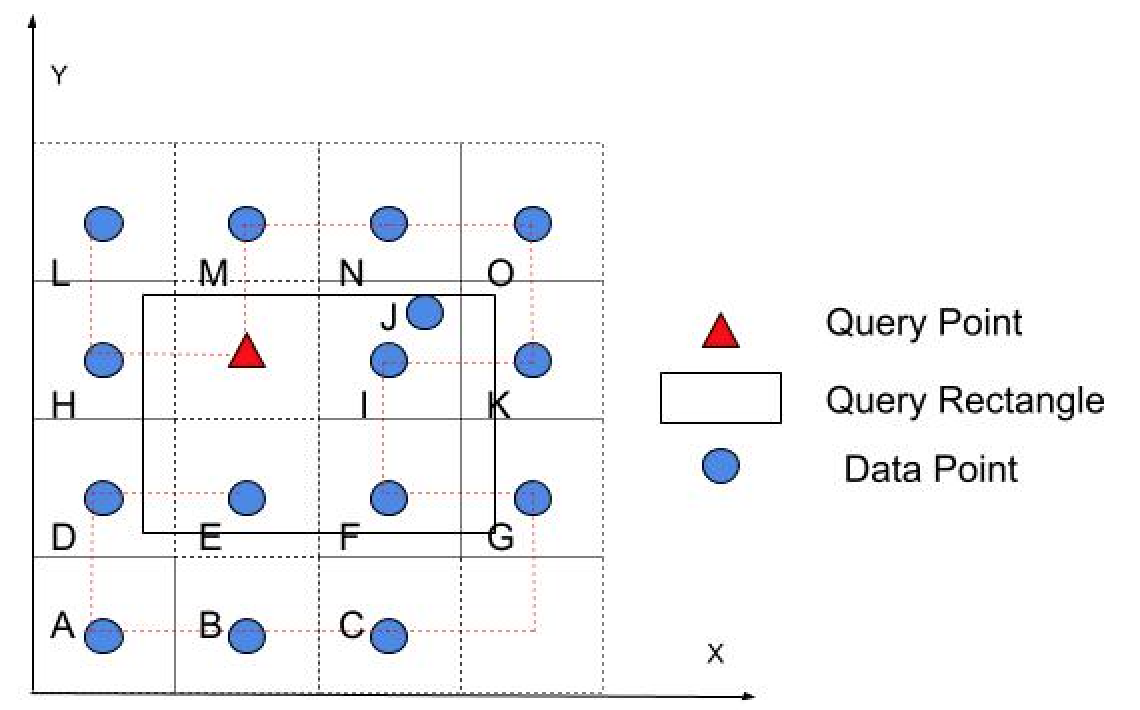 Y
L M N O
J
H I K
D E F G
A B C
X
Query Point
Query Rectangle
Data Point